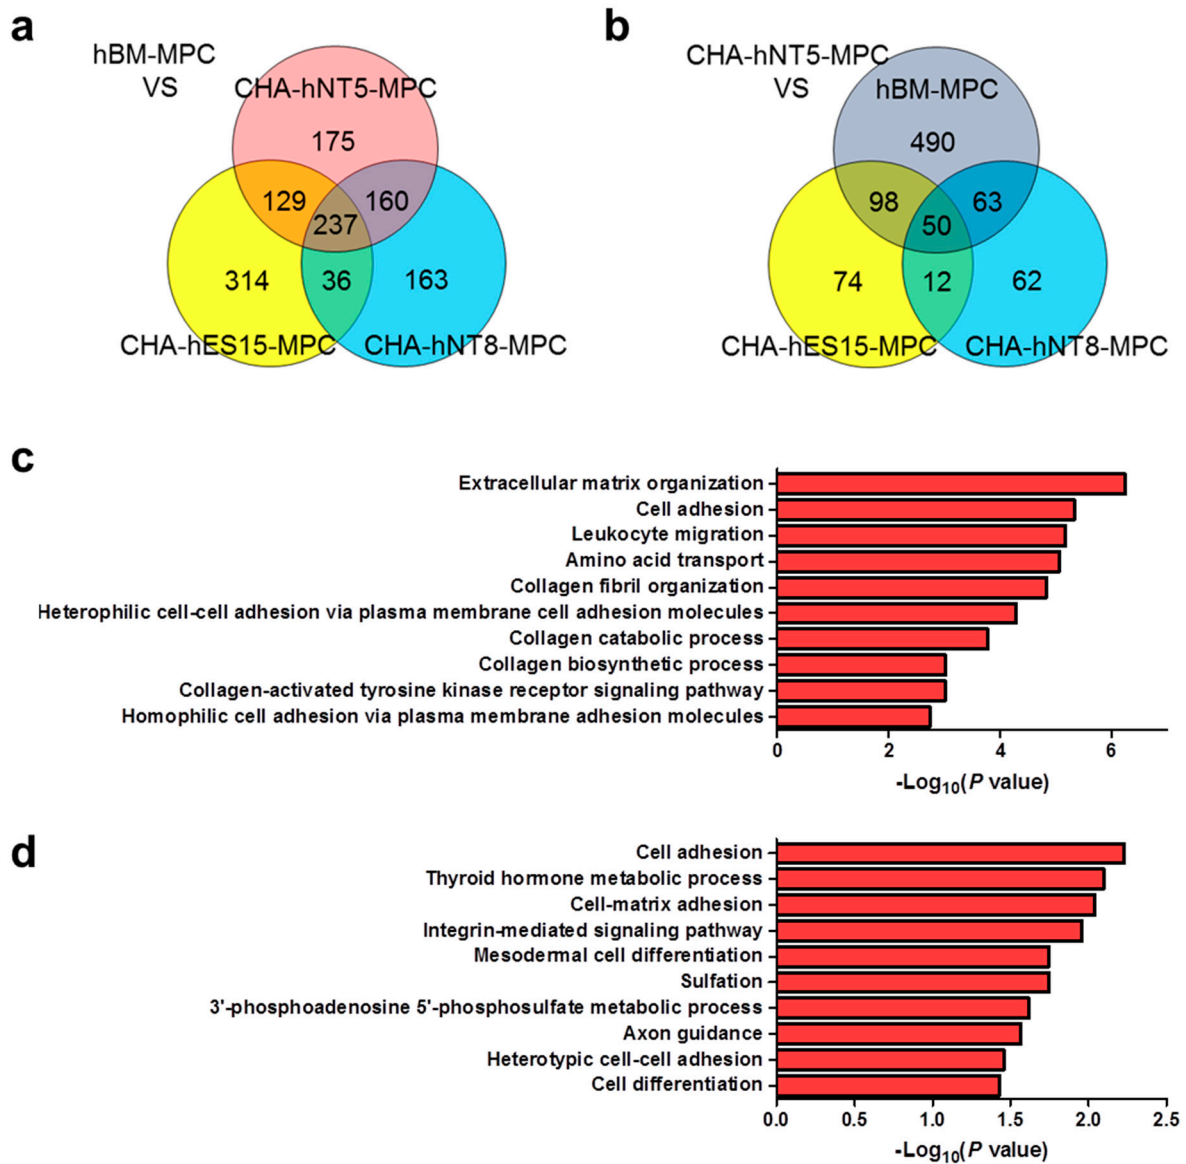 a
hBM-MPC
VS
CHA-hNT5-MPC
175
129
160
237
314
36
163
CHA-hES15-MPC
CHA-hNT8-MPC
b
CHA-hNT5-MPC
VS
hBM-MPC
490
98
63
50
74
12
62
CHA-hES15-MPC
CHA-hNT8-MPC
c
Extracellular matrix organization
Cell adhesion
Leukocyte migration
Amino acid transport
Collagen fibril organization
Heterophilic cell-cell adhesion via plasma membrane cell adhesion molecules
Collagen catabolic process
Collagen biosynthetic process
Collagen-activated tyrosine kinase receptor signaling pathway
Homophilic cell adhesion via plasma membrane adhesion molecules
0 2 4 6
-Log10(P value)
d
Cell adhesion
Thyroid hormone metabolic process
Cell-matrix adhesion
Integrin-mediated signaling pathway
Mesodermal cell differentiation
Sulfation
3'-phosphoadenosine 5'-phosphosulfate metabolic process
Axon guidance
Heterotypic cell-cell adhesion
Cell differentiation
0.0 0.5 1.0 1.5 2.0 2.5
-Log10(P value)